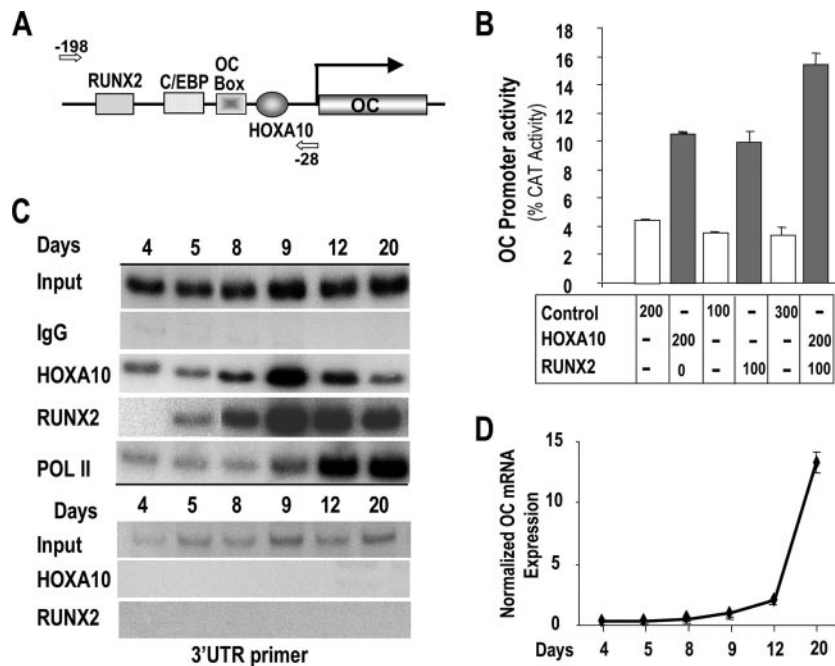 A
-198
RUNX2
C/EBP
OC
Box
HOXA10
OC
-28
B
OC Promoter activity
(% CAT Activity)
18
16
14
12
10
8
6
4
2
0
Control 200 - 100 - 300 -
HOXA10 - 200 - - - 200
RUNX2 - 0 - 100 - 100
C
Days 4 5 8 9 12 20
Input
IgG
HOXA10
RUNX2
POL II
Days 4 5 8 9 12 20
Input
HOXA10
RUNX2
3'UTR primer
D
Normalized OC mRNA
Expression
15
10
5
0
Days 4 5 8 9 12 20